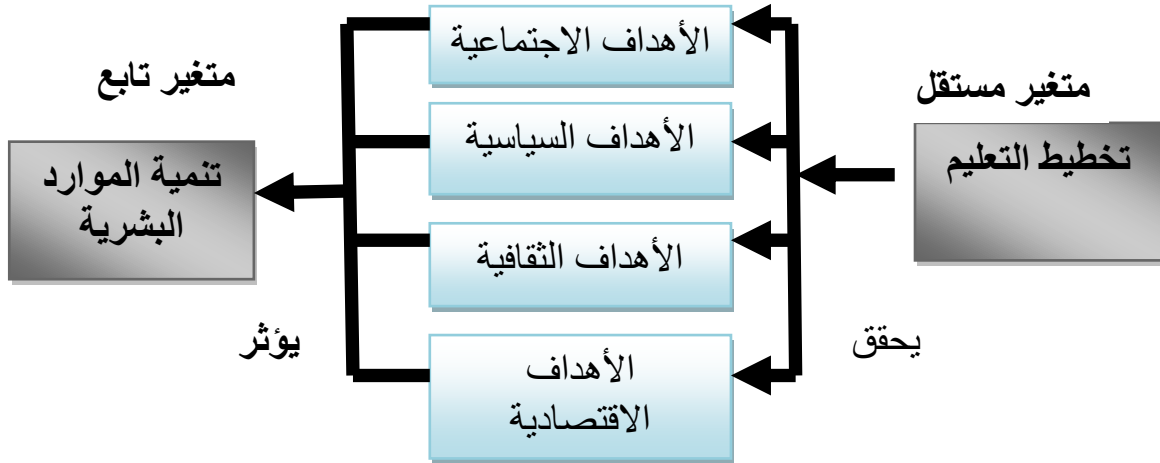 متغير مستقل
تخطيط التعليم
يحقق
الأهداف الاجتماعية
الأهداف السياسية
الأهداف الثقافية
الأهداف
الاقتصادية
متغير تابع
تنمية الموارد
البشرية
يؤثر